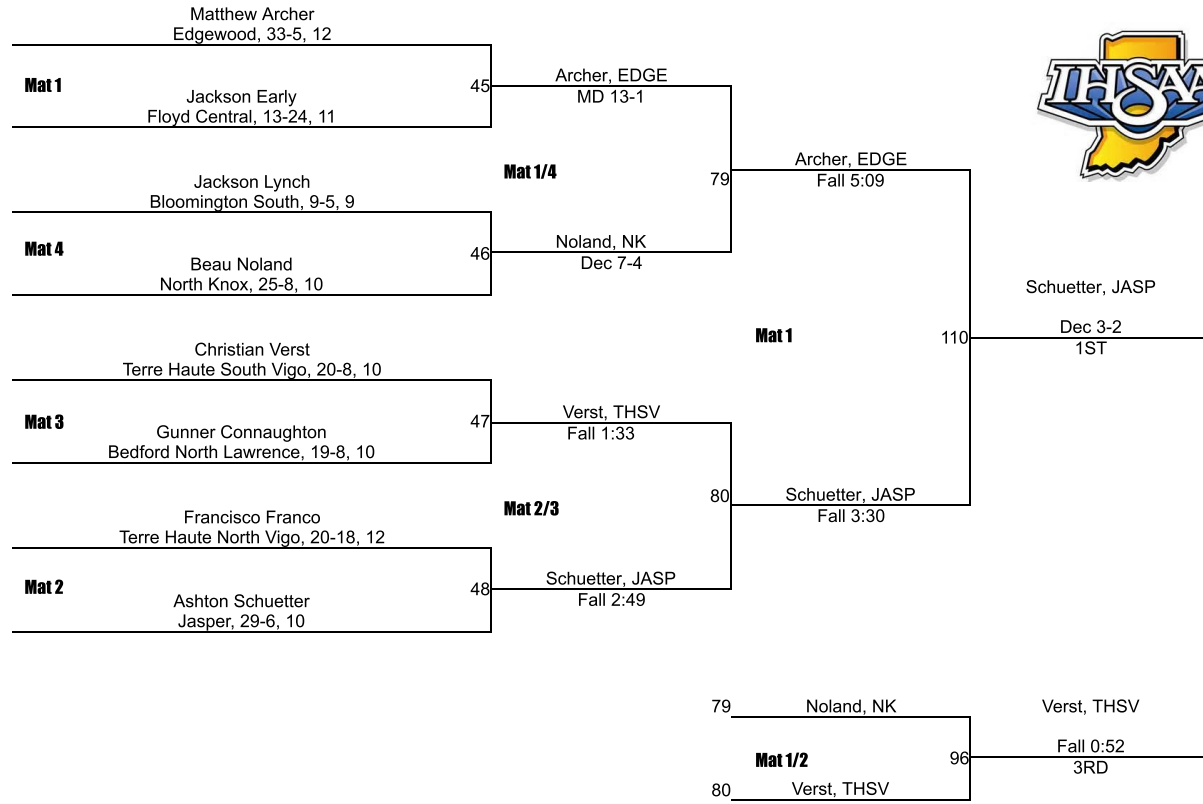 Matthew Archer
Edgewood, 33-5, 12
Mat 1
45
Jackson Early
Floyd Central, 13-24, 11
Archer, EDGE
MD 13-1
Mat 1/4
79
Jackson Lynch
Bloomington South, 9-5, 9
Mat 4
46
Beau Noland
North Knox, 25-8, 10
Noland, NK
Dec 7-4
Archer, EDGE
Fall 5:09
Mat 1
110
Christian Verst
Terre Haute South Vigo, 20-8, 10
Mat 3
47
Gunner Connaughton
Bedford North Lawrence, 19-8, 10
Verst, THSV
Fall 1:33
Mat 2/3
80
Francisco Franco
Terre Haute North Vigo, 20-18, 12
Mat 2
48
Ashton Schuetter
Jasper, 29-6, 10
Schuetter, JASP
Fall 2:49
Schuetter, JASP
Fall 3:30
IHSAA
Schuetter, JASP
Dec 3-2
1ST
79
Noland, NK
Mat 1/2
96
80
Verst, THSV
Verst, THSV
Fall 0:52
3RD